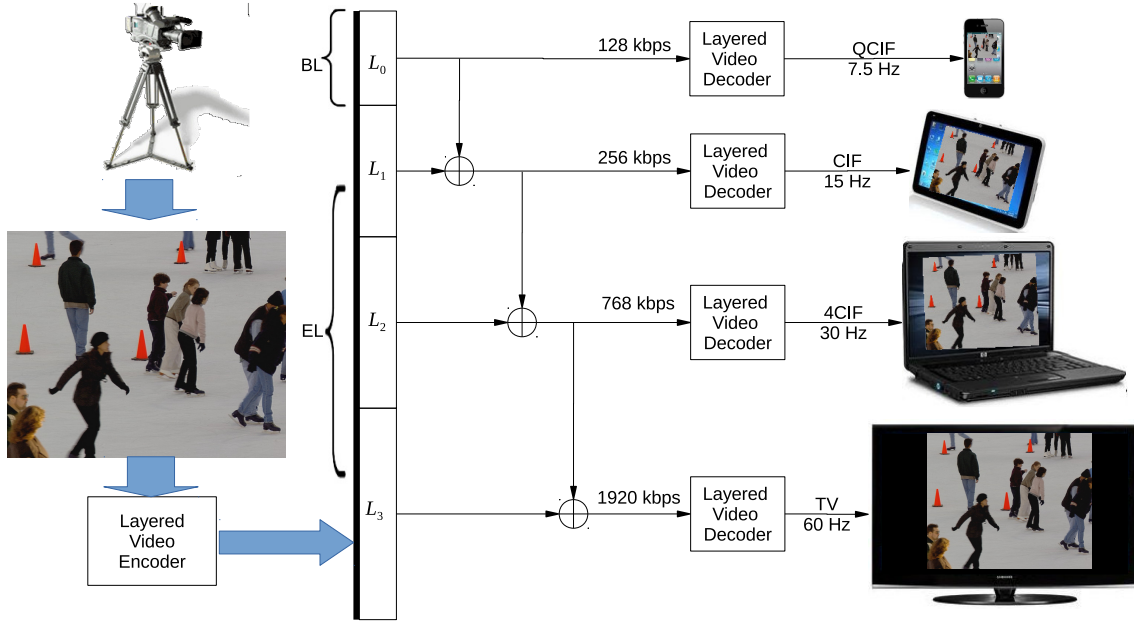 BL
L0
128 kbps
Layered
Video
Decoder
QCIF
7.5 Hz
L1
256 kbps
Layered
Video
Decoder
CIF
15 Hz
EL
L2
768 kbps
Layered
Video
Decoder
4CIF
30 Hz
L3
1920 kbps
Layered
Video
Decoder
TV
60 Hz
Layered
Video
Encoder
SAMSUNG